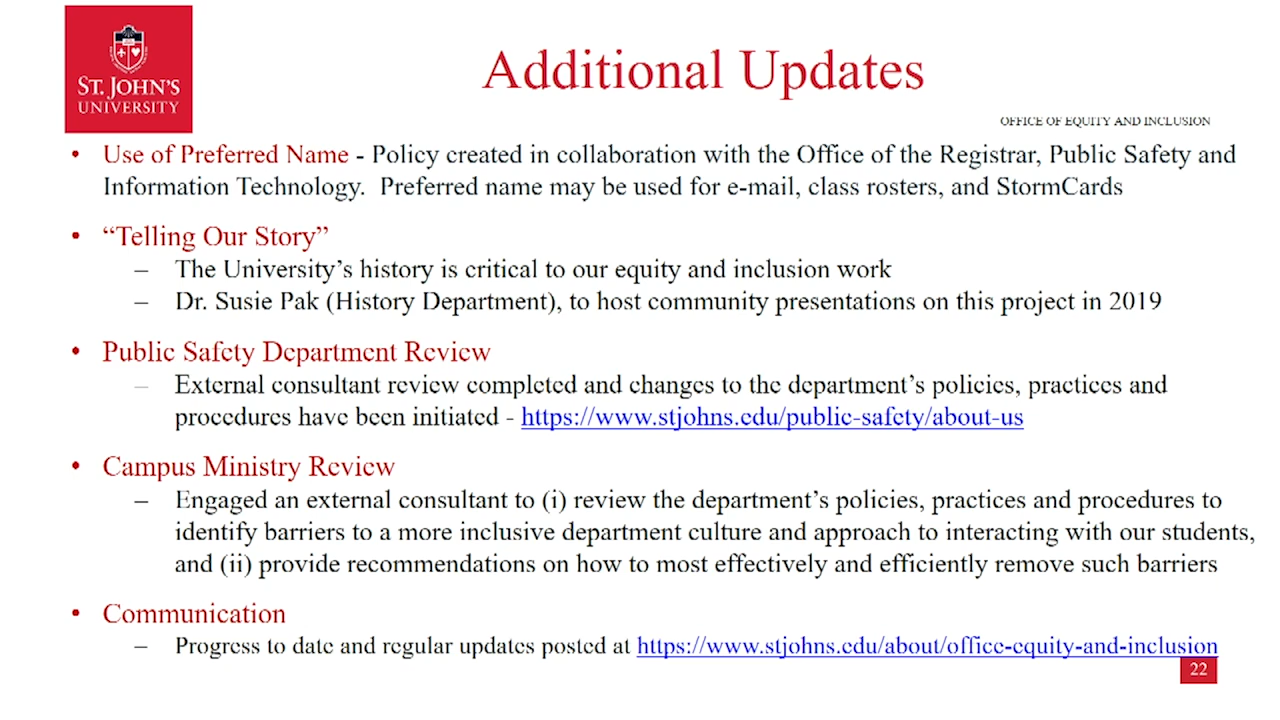 ST. JOHN'S
UNIVERSITY
Additional Updates
OFFICE OF EQUITY AND INCLUSION
• Use of Preferred Name - Policy created in collaboration with the Office of the Registrar, Public Safety and
Information Technology.  Preferred name may be used for e-mail, class rosters, and StormCards
• “Telling Our Story”
– The University’s history is critical to our equity and inclusion work
– Dr. Susie Pak (History Department), to host community presentations on this project in 2019
• Public Safety Department Review
– External consultant review completed and changes to the department’s policies, practices and
procedures have been initiated - https://www.stjohns.edu/public-safety/about-us
• Campus Ministry Review
– Engaged an external consultant to (i) review the department’s policies, practices and procedures to
identify barriers to a more inclusive department culture and approach to interacting with our students,
and (ii) provide recommendations on how to most effectively and efficiently remove such barriers
• Communication
– Progress to date and regular updates posted at https://www.stjohns.edu/about/office-equity-and-inclusion
22